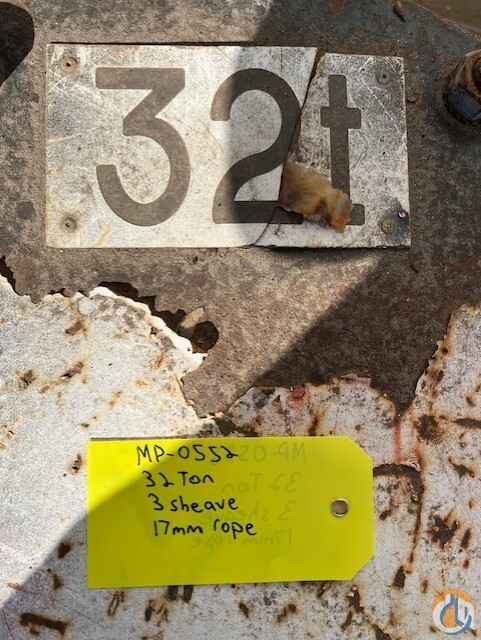 32t
MP-0552
32 Ton
3 sheave
17mm rope